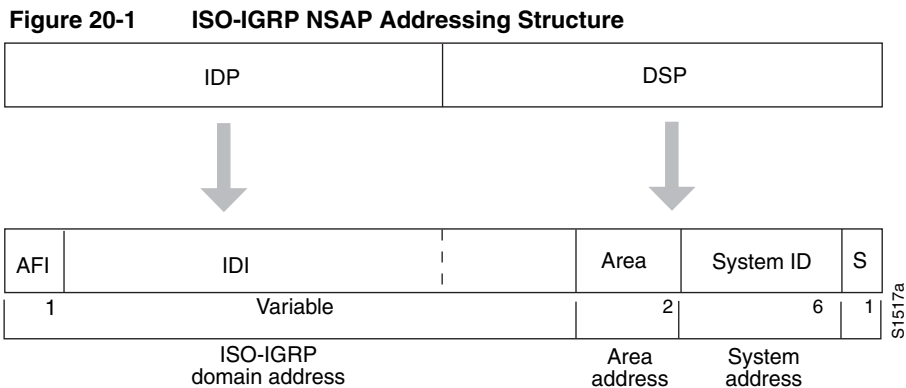 Figure 20-1 ISO-IGRP NSAP Addressing Structure
IDP DSP
AFI IDI Area System ID S
1 Variable 2 6 1
ISO-IGRP
domain address
Area
address
System
address
S1517a